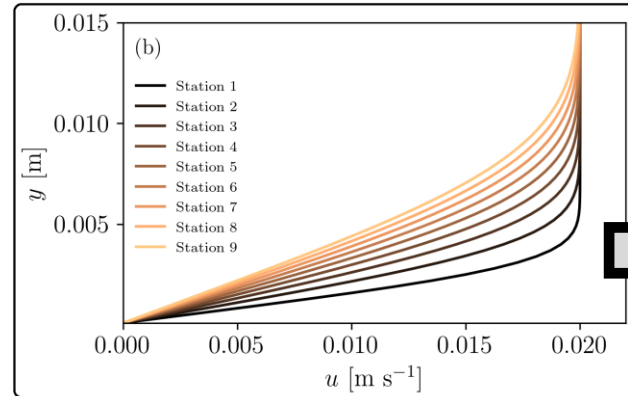 0.015
(b)
Station 1
Station 2
Station 3
Station 4
Station 5
Station 6
Station 7
Station 8
Station 9
0.010
0.005
y [m]
0.000 0.005 0.010 0.015 0.020
u [m s⁻¹]